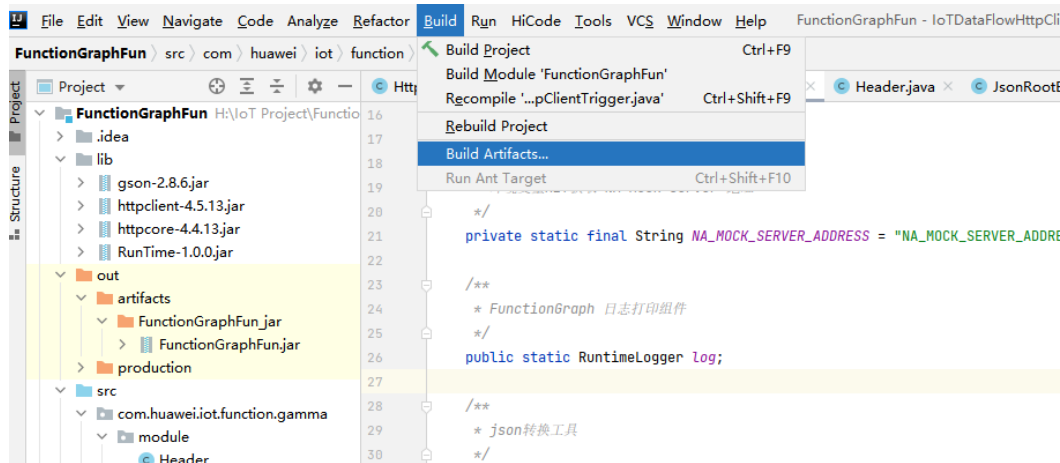 File Edit View Navigate Code Analyze Refactor Build Run HiCode Tools VCS Window Help FunctionGraphFun - IoTDataFlowHttpCli
FunctionGraphFun src com huawei iot function
Build Project Ctrl+F9
Build Module 'FunctionGraphFun'
Recompile '...pClientTrigger.java' Ctrl+Shift+F9
Rebuild Project
Build Artifacts...
Run Ant Target Ctrl+Shift+F10
Project
Structure
Project
FunctionGraphFun H:\IoT Project\Functio
.idea
lib
gson-2.8.6.jar
httpclient-4.5.13.jar
httpcore-4.4.13.jar
RunTime-1.0.0.jar
out
artifacts
FunctionGraphFun_jar
FunctionGraphFun.jar
production
src
com.huawei.iot.function.gamma
module
Header
Htt Header.java JsonRoot
16
17
18
19
20 */
21 private static final String NA_MOCK_SERVER_ADDRESS = "NA_MOCK_SERVER_ADDRE
22
23 /**
24 * FunctionGraph 日志打印组件
25 */
26 public static RuntimeLogger log;
27
28 /**
29 * json转换工具
30 */